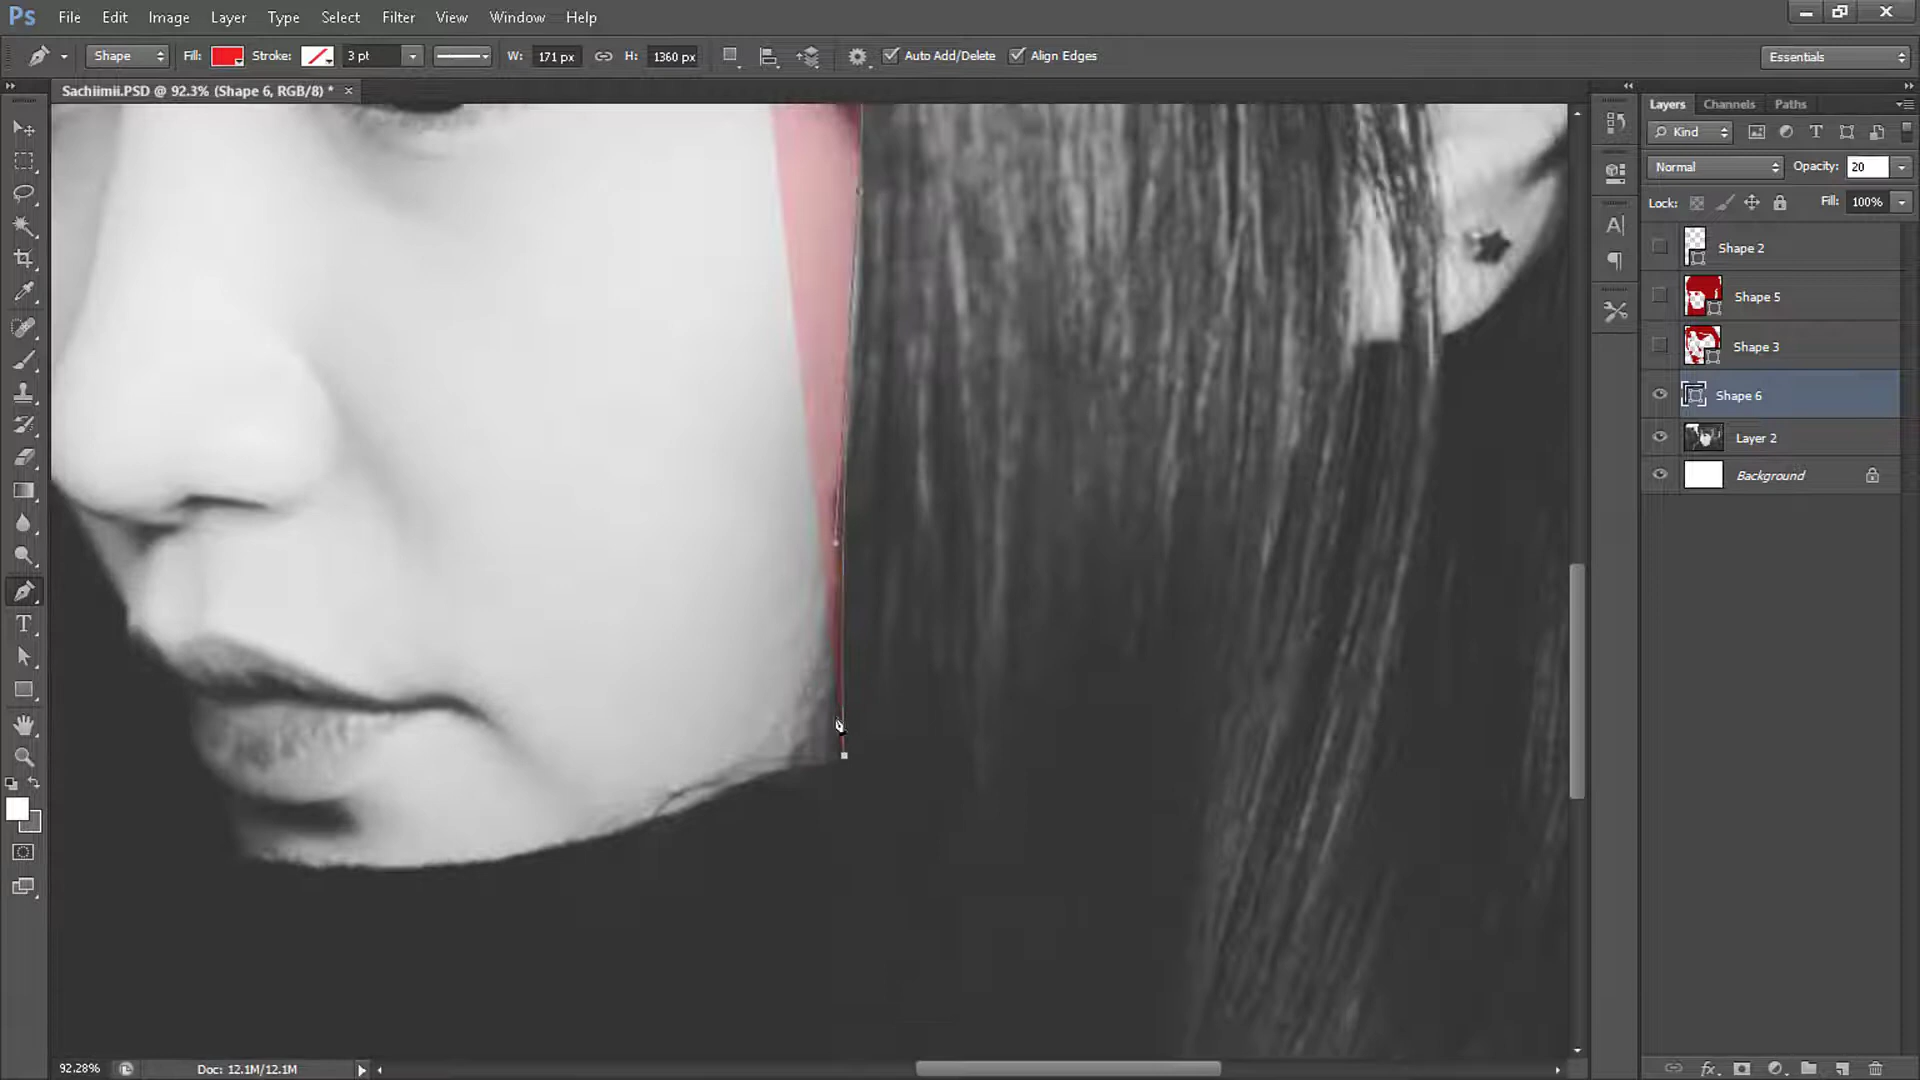 Ps File Edit Image Layer Type Select Filter View Window Help
Shape Fill: Stroke: 3 pt W: 171 px H: 1360 px Auto Add/Delete Align Edges Essentials
Sachiimii.PSD @ 92.3% (Shape 6, RGB/8) * ×
Layers Channels Paths
Kind
Normal Opacity: 20
Lock: Fill: 100%
Shape 2
Shape 5
Shape 3
Shape 6
Layer 2
Background
92.28% Doc: 12.1M/12.1M